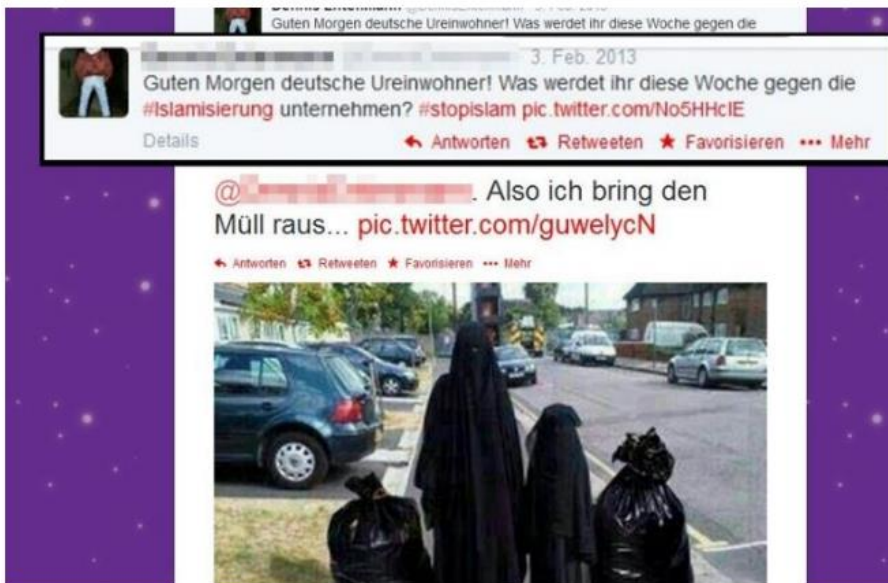 Guten Morgen deutsche Ureinwohner! Was werdet ihr diese Woche gegen die
3. Feb. 2013
Guten Morgen deutsche Ureinwohner! Was werdet ihr diese Woche gegen die
#Islamisierung unternehmen? #stopislam pic.twitter.com/No5HHcIE
Details Antworten Retweeten Favorisieren Mehr
@ . Also ich bring den
Müll raus... pic.twitter.com/guwelycN
Antworten Retweeten Favorisieren Mehr